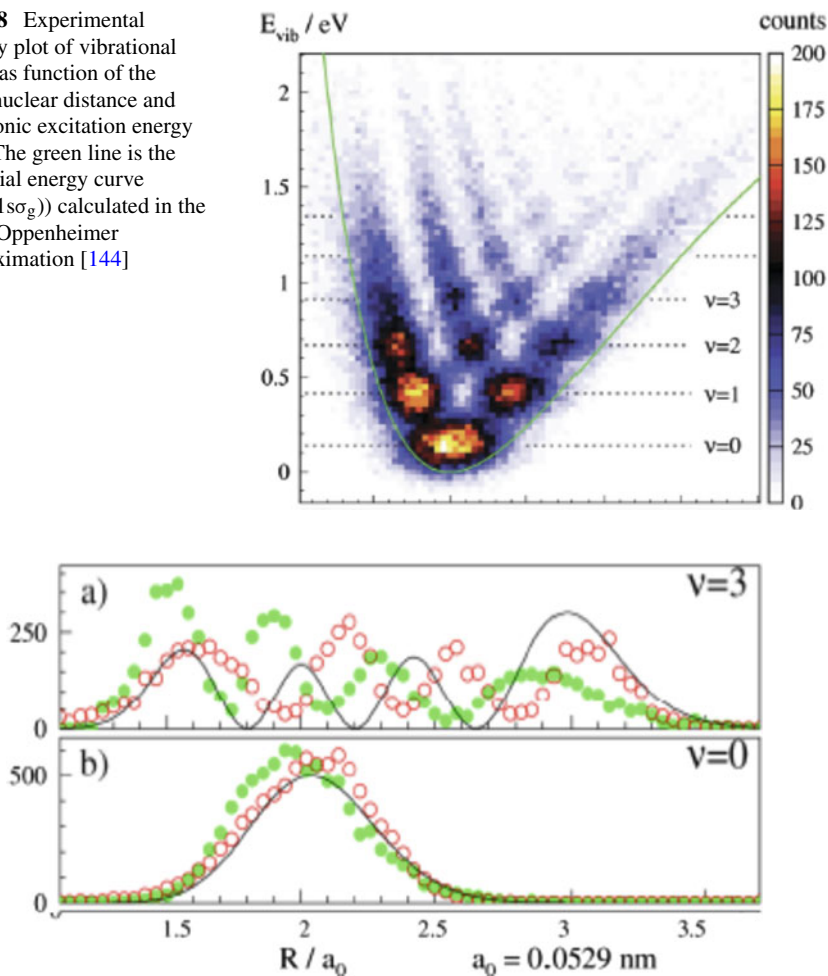 8 Experimental
y plot of vibrational
as function of the
nuclear distance and
onic excitation energy
The green line is the
ial energy curve
1sσg)) calculated in the
Oppenheimer
ximation [144]
Evib / eV
counts
200
175
150
125
100
75
50
25
0
2
1.5
1
0.5
0
ν=3
ν=2
ν=1
ν=0
a)
ν=3
250
0
b)
ν=0
500
0
1.5
2
2.5
3
3.5
R / a0
a0 = 0.0529 nm